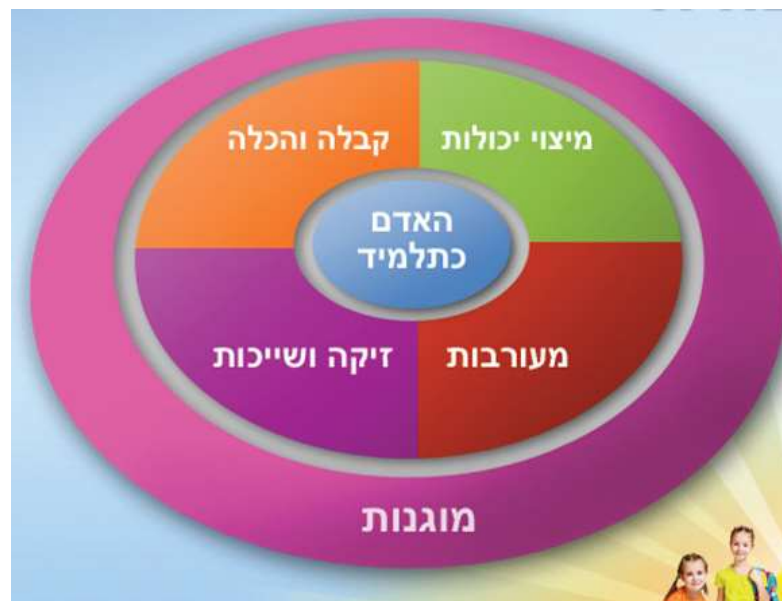 מיצוי יכולות
קבלה והכלה
האדם
כתלמיד
מעורבות
זיקה ושייכות
מוגנות